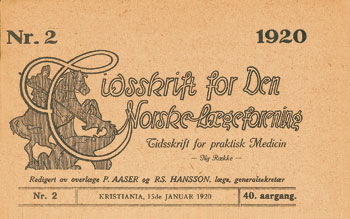 Nr. 2 1920
Tidsskrift for Den
Norske Lægeforening
Tidsskrift for praktisk Medicin
— Ny Række —
Redigert av overlæge P. AASER og R.S. HANSSON, læge, generalsekretær
Nr. 2 KRISTIANIA, 15de JANUAR 1920 40. aargang.